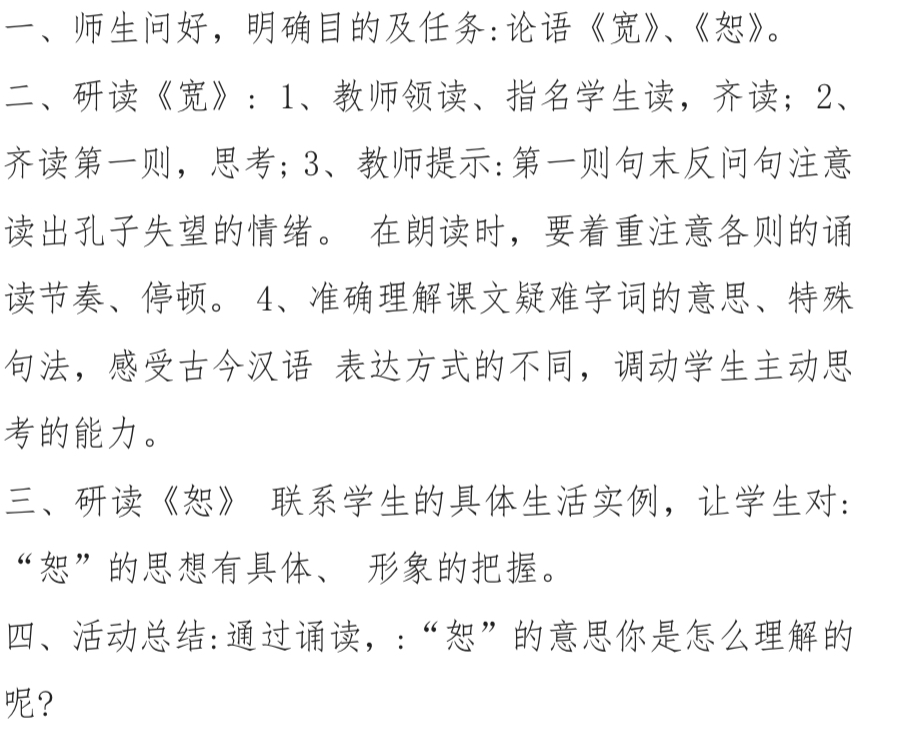 一、师生问好，明确目的及任务:论语《宽》、《恕》。
二、研读《宽》：1、教师领读、指名学生读，齐读；2、
齐读第一则，思考；3、教师提示:第一则句末反问句注意
读出孔子失望的情绪。 在朗读时，要着重注意各则的诵
读节奏、停顿。 4、准确理解课文疑难字词的意思、特殊
句法，感受古今汉语 表达方式的不同，调动学生主动思
考的能力。
三、研读《恕》 联系学生的具体生活实例，让学生对:
“恕”的思想有具体、 形象的把握。
四、活动总结:通过诵读，:“恕”的意思你是怎么理解的
呢?